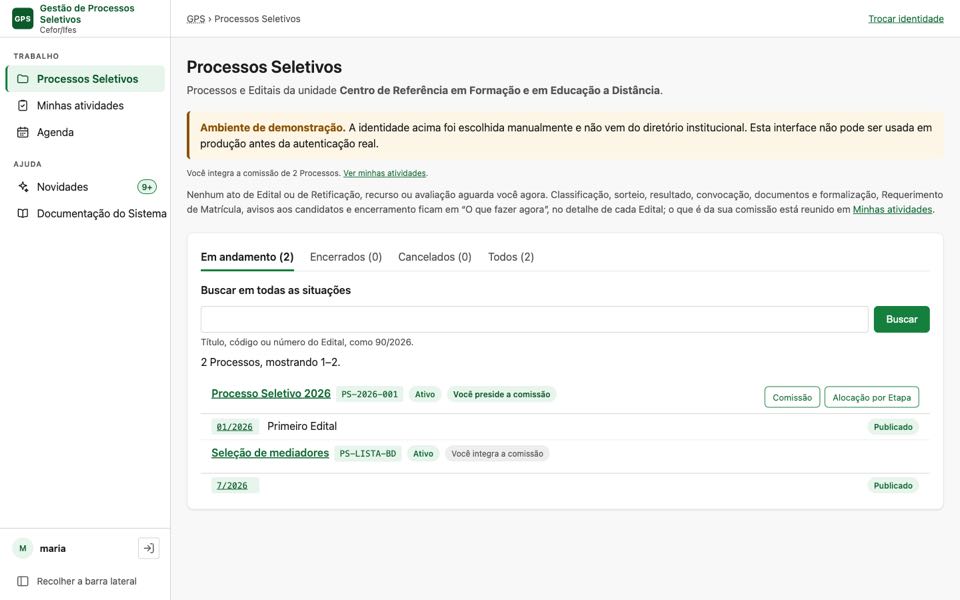 GPS
Gestão de Processos
Seletivos
Cefor/Ifes
GPS › Processos Seletivos
Trocar identidade
TRABALHO
Processos Seletivos
Minhas atividades
Agenda
AJUDA
Novidades 9+
Documentação do Sistema
Processos Seletivos
Processos e Editais da unidade Centro de Referência em Formação e em Educação a Distância.
Ambiente de demonstração. A identidade acima foi escolhida manualmente e não vem do diretório institucional. Esta interface não pode ser usada em
produção antes da autenticação real.
Você integra a comissão de 2 Processos. Ver minhas atividades.
Nenhum ato de Edital ou de Retificação, recurso ou avaliação aguarda você agora. Classificação, sorteio, resultado, convocação, documentos e formalização, Requerimento
de Matrícula, avisos aos candidatos e encerramento ficam em “O que fazer agora”, no detalhe de cada Edital; o que é da sua comissão está reunido em Minhas atividades.
Em andamento (2) Encerrados (0) Cancelados (0) Todos (2)
Buscar em todas as situações
Buscar
Título, código ou número do Edital, como 90/2026.
2 Processos, mostrando 1–2.
Processo Seletivo 2026 PS-2026-001 Ativo Você preside a comissão Comissão Alocação por Etapa
01/2026 Primeiro Edital Publicado
Seleção de mediadores PS-LISTA-BD Ativo Você integra a comissão
7/2026 Publicado
M maria
Recolher a barra lateral